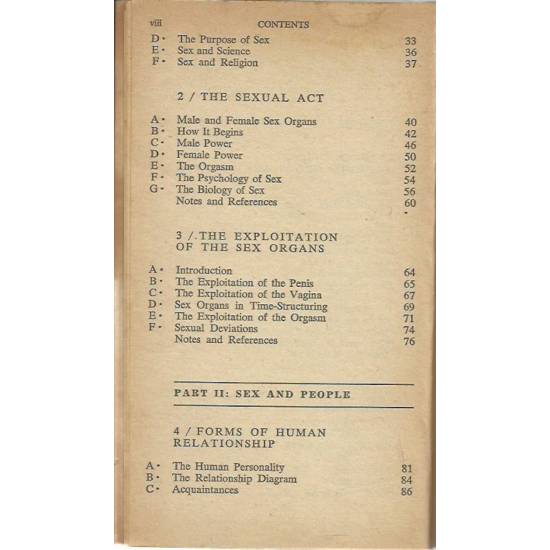 viii CONTENTS
D • The Purpose of Sex 33
E • Sex and Science 36
F • Sex and Religion 37
2 / THE SEXUAL ACT
A • Male and Female Sex Organs 40
B • How It Begins 42
C • Male Power 46
D • Female Power 50
E • The Orgasm 52
F • The Psychology of Sex 54
G • The Biology of Sex 56
Notes and References 60
3 /. THE EXPLOITATION
OF THE SEX ORGANS
A • Introduction 64
B • The Exploitation of the Penis 65
C • The Exploitation of the Vagina 67
D • Sex Organs in Time-Structuring 69
E • The Exploitation of the Orgasm 71
F • Sexual Deviations 74
Notes and References 76
PART II: SEX AND PEOPLE
4 / FORMS OF HUMAN
RELATIONSHIP
A • The Human Personality 81
B • The Relationship Diagram 84
C • Acquaintances 86